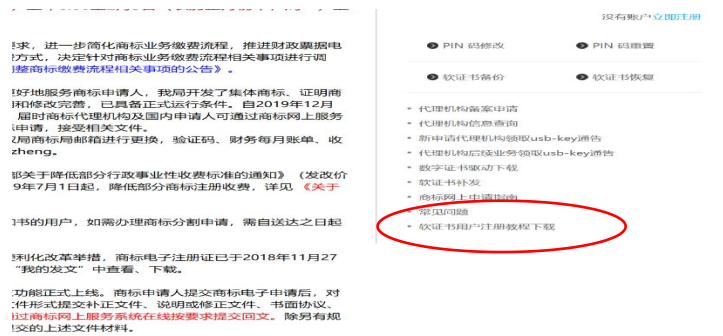 没有账户立即注册
PIN 码修改
PIN 码重置
软证书备份
软证书恢复
要求，进一步简化商标业务缴费流程，推进财政票据电
方式，决定针对商标业务缴费流程相关事项进行调
整商标缴费流程相关事项的公告》。
更好地服务商标申请人，我局开发了集体商标、证明商
和修改完善，已具备正式运行条件。自2019年12月
届时商标代理机构及国内申请人可通过商标网上服务
申请，接受相关文件。
局商标局邮箱进行更换，验证码、财务每月账单、收
zheng。
部关于降低部分行政事业性收费标准的通知》（发改价
9年7月1日起，降低部分商标注册收费，详见《关于
书的用户，如需办理商标分割申请，需自送达之日起
便利化改革举措，商标电子注册证已于2018年11月27
“我的发文”中查看、下载。
功能正式上线。商标申请人提交商标电子申请后，对
件形式提交补正文件、说明或修正文件、书面协议、
过商标网上服务系统在线按要求提交回文。除另有规
交的上述文件材料。
* 代理机构备案申请
* 代理机构信息查询
* 新申请代理机构领取usb-key通告
* 代理机构后续业务领取usb-key通告
* 数字证书驱动下载
* 软证书补发
* 商标网上申请指南
* 常见问题
* 软证书用户注册教程下载